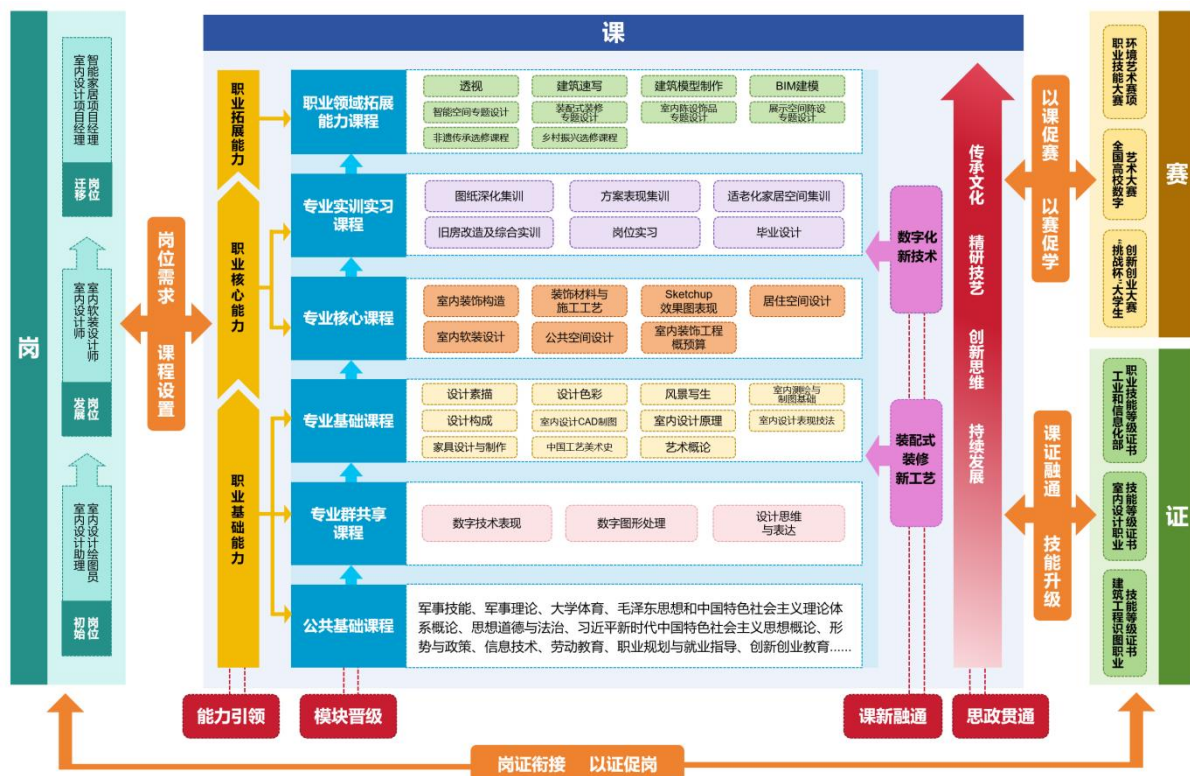 岗
室内设计项目经理
智能家居项目经理
迁移
岗位
室内设计师
室内软装设计师
发展
岗位
室内设计助理
室内设计绘图员
初始
岗位
岗位需求
课程设置
课
职业拓展能力
职业核心能力
职业基础能力
职业领域拓展
能力课程
透视
建筑速写
建筑模型制作
BIM建模
智能空间专题设计
装配式装修
专题设计
室内陈设饰品
专题设计
展示空间陈设
专题设计
非遗传承选修课程
乡村振兴选修课程
专业实训实习
课程
图纸深化集训
方案表现集训
适老化家居空间集训
旧房改造及综合实训
岗位实习
毕业设计
专业核心课程
室内装饰构造
装饰材料与
施工工艺
Sketchup
效果图表现
居住空间设计
室内软装设计
公共空间设计
室内装饰工程
概预算
专业基础课程
设计素描
设计色彩
风景写生
室内测绘与
制图基础
设计构成
室内设计CAD制图
室内设计原理
室内设计表现技法
家具设计与制作
中国工艺美术史
艺术概论
专业群共享
课程
数字技术表现
数字图形处理
设计思维
与表达
公共基础课程
军事技能、军事理论、大学体育、毛泽东思想和中国特色社会主义理论体
系概论、思想道德与法治、习近平新时代中国特色社会主义思想概论、形
势与政策、信息技术、劳动教育、职业规划与就业指导、创新创业教育......
数字化
新技术
装配式
装修
新工艺
传承文化
精研技艺
创新思维
持续发展
以课促赛
以赛促学
课证融通
技能升级
赛
职业技能大赛
环境艺术赛项
全国高校数字
艺术大赛
“挑战杯”大学生
创新创业大赛
证
工业和信息化部
职业技能等级证书
室内设计职业
技能等级证书
建筑工程识图职业
技能等级证书
能力引领
模块晋级
课新融通
思政贯通
岗证衔接 以证促岗